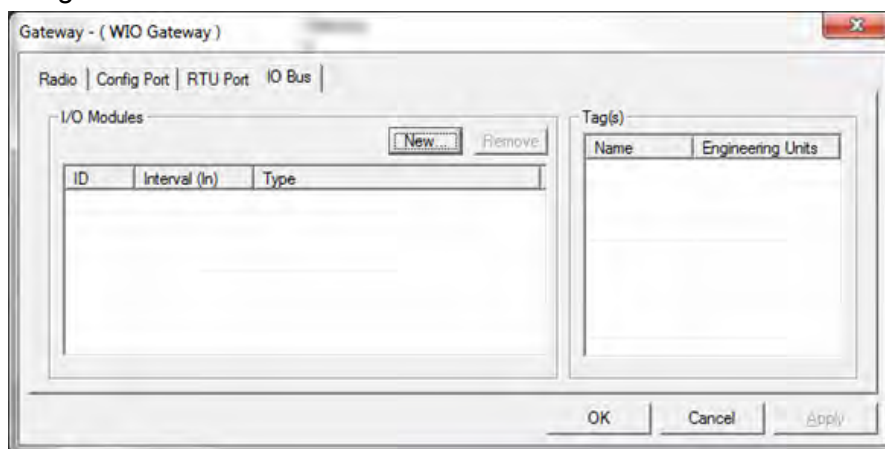 Gateway - ( WIO Gateway )
Radio
Config Port
RTU Port
IO Bus
I/O Modules
New...
Remove
ID
Interval (In)
Type
Tag(s)
Name
Engineering Units
OK
Cancel
Apply